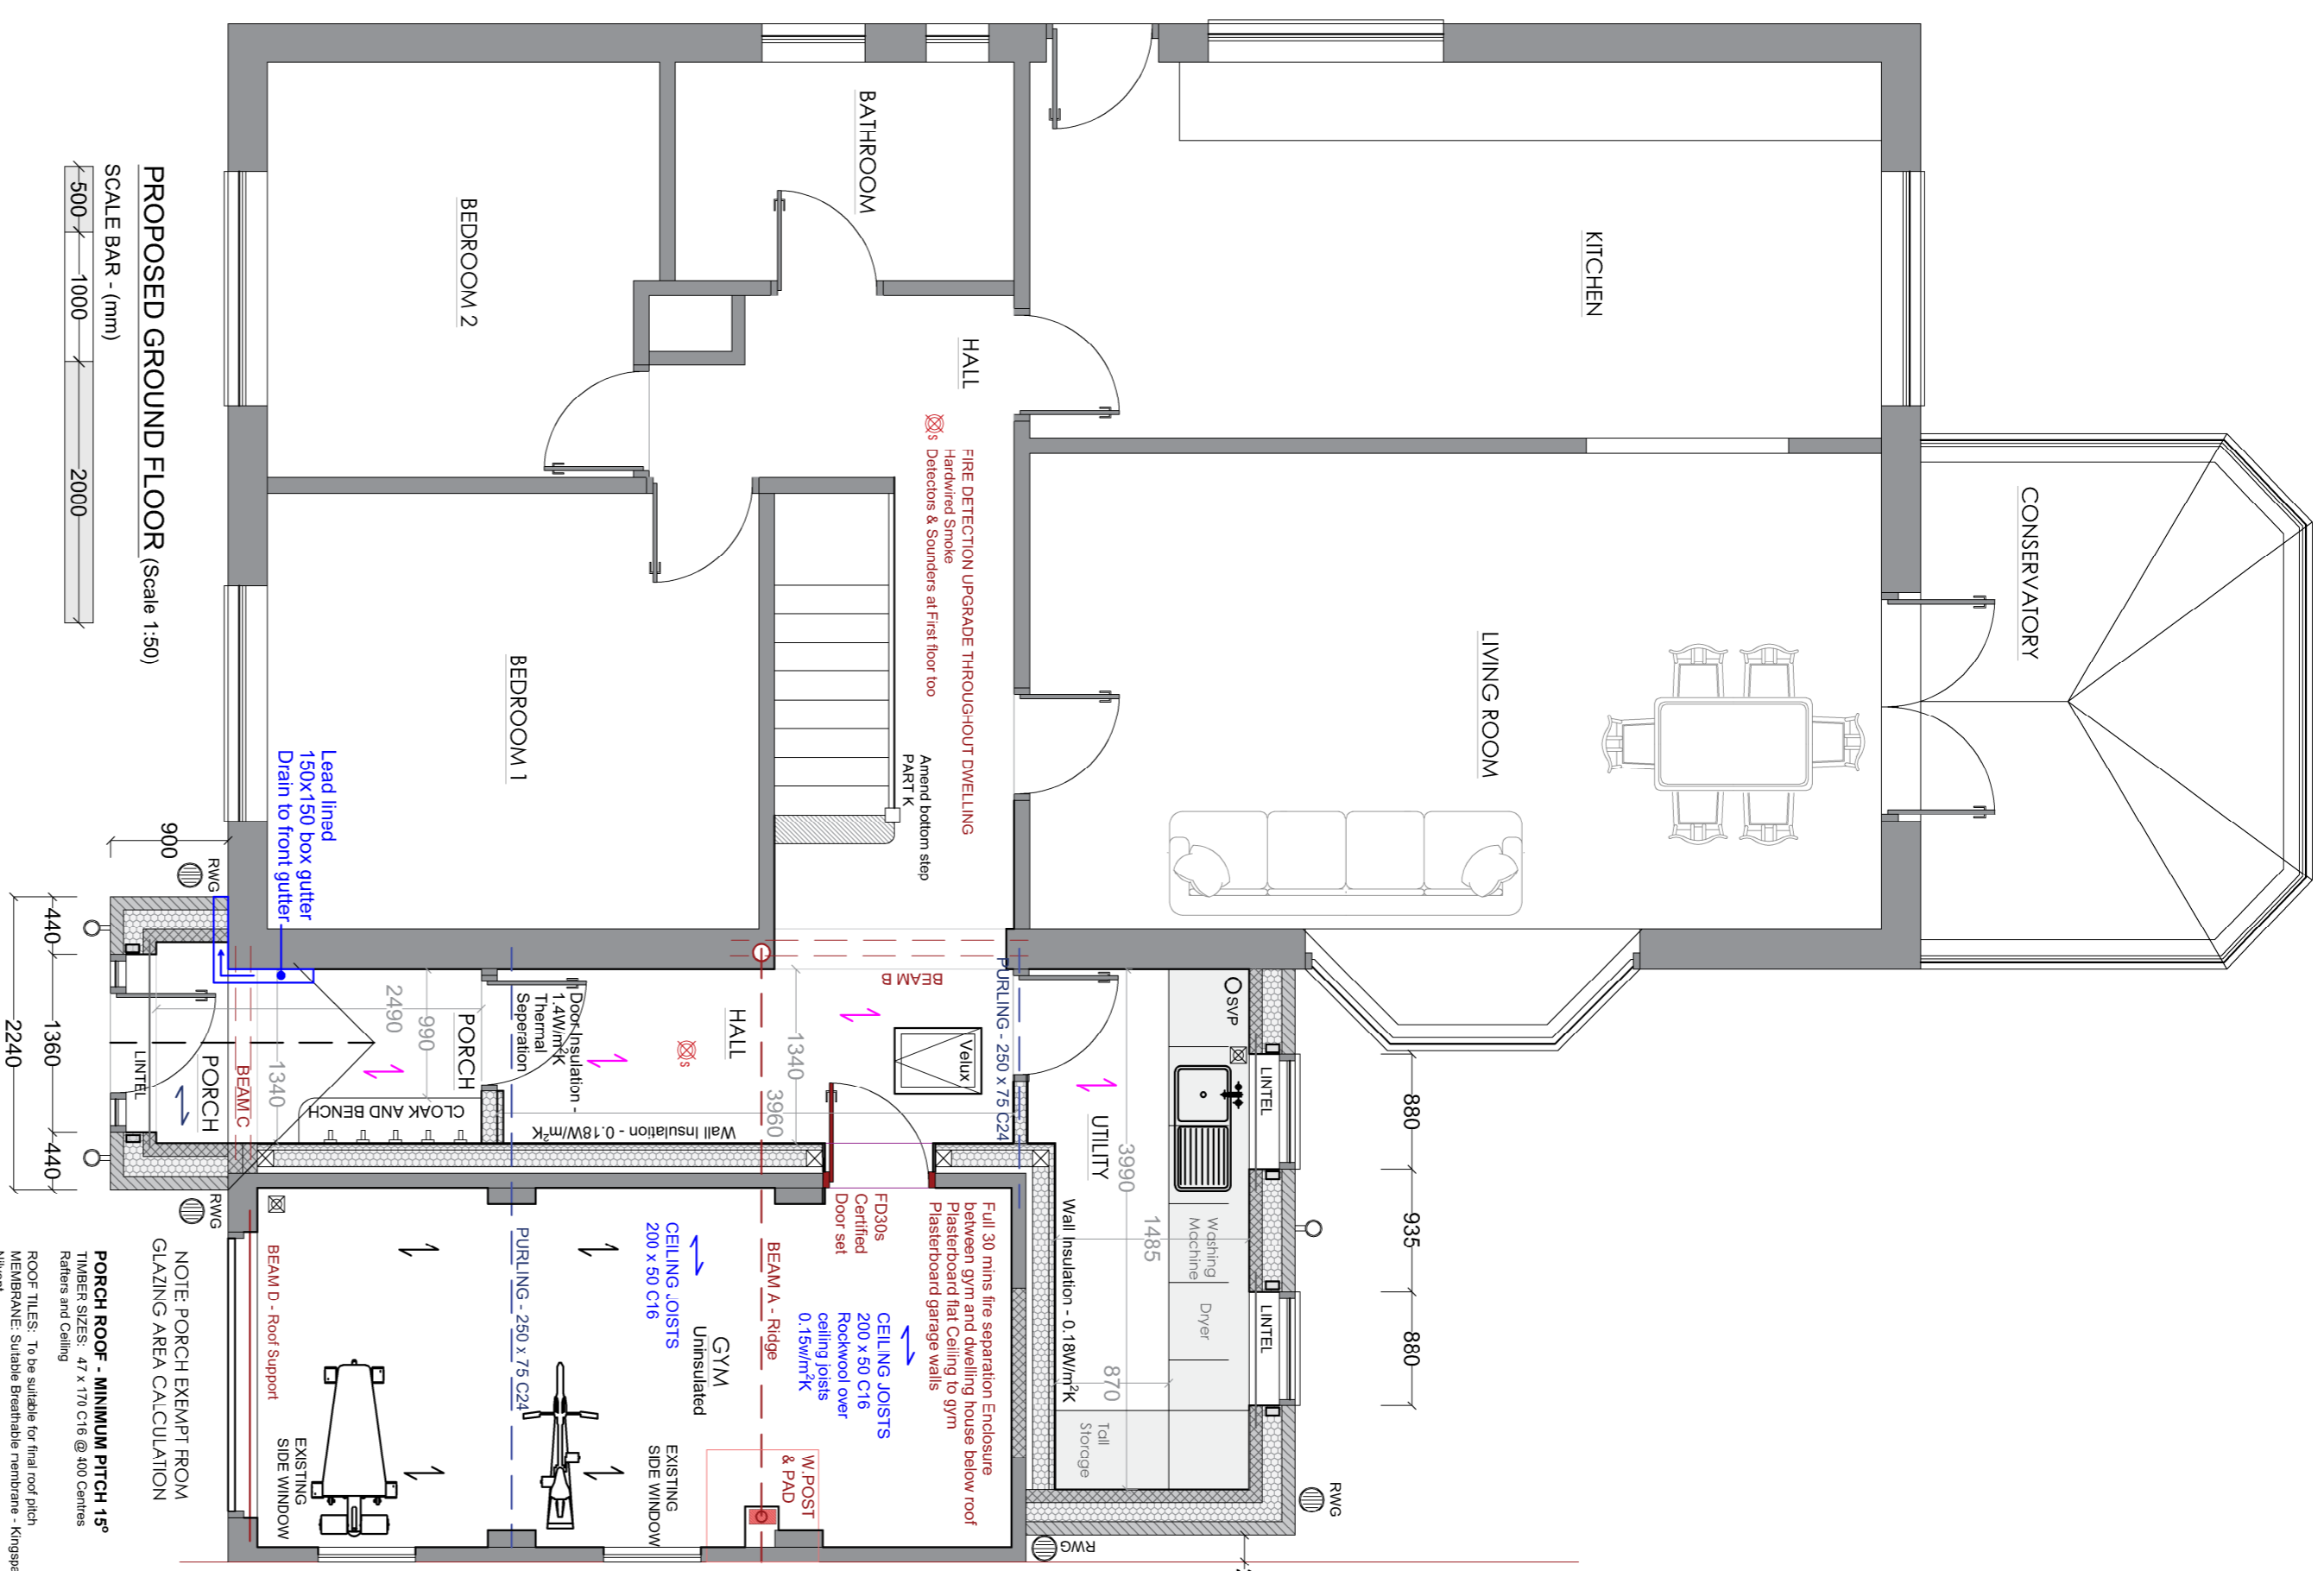 PROPOSED GROUND FLOOR (Scale 1:50)
SCALE BAR - (mm)
500
1000
2000
CONSERVATORY
KITCHEN
LIVING ROOM
BATHROOM
HALL
BEDROOM 2
BEDROOM 1
FIRE DETECTION UPGRADE THROUGHOUT DWELLING
Hardwired Smoke
S
Detectors & Sounders at First floor too
Amend bottom step
PART K
Lead lined
150x150 box gutter
Drain to front gutter
900
RWG
440
1360
440
2240
RWG
LINTEL
PORCH
BEAM C
1340
2490
990
PORCH
CLOAK AND BENCH
Door Insulation -
1.4W/m²K
Thermal
Seperation
Wall Insulation - 0.18W/m²K
HALL
S
1340
3960
BEAM B
Velux
PURLING - 250 x 75 C24
SVP
UTILITY
3990
1485
870
LINTEL
LINTEL
880
935
880
Washing
Machine
Dryer
Tall
Storage
Wall Insulation - 0.18W/m²K
RWG
RWG
Full 30 mins fire separation Enclosure
between gym and dwelling house below roof
Plasterboard flat Ceiling to gym
Plasterboard garage walls
FD30s
Certified
Door set
CEILING JOISTS
200 x 50 C16
Rockwool over
ceiling joists
0.15w/m²K
BEAM A - Ridge
GYM
Uninsulated
CEILING JOISTS
200 x 50 C16
W.POST
& PAD
EXISTING
SIDE WINDOW
PURLING - 250 x 75 C24
BEAM D - Roof Support
EXISTING
SIDE WINDOW
NOTE: PORCH EXEMPT FROM
GLAZING AREA CALCULATION
PORCH ROOF - MINIMUM PITCH 15°
TIMBER SIZES: 47 x 170 C16 @ 400 Centres
Rafters and Ceiling
ROOF TILES: To be suitable for final roof pitch
MEMBRANE: Sutable Breathable membrane -